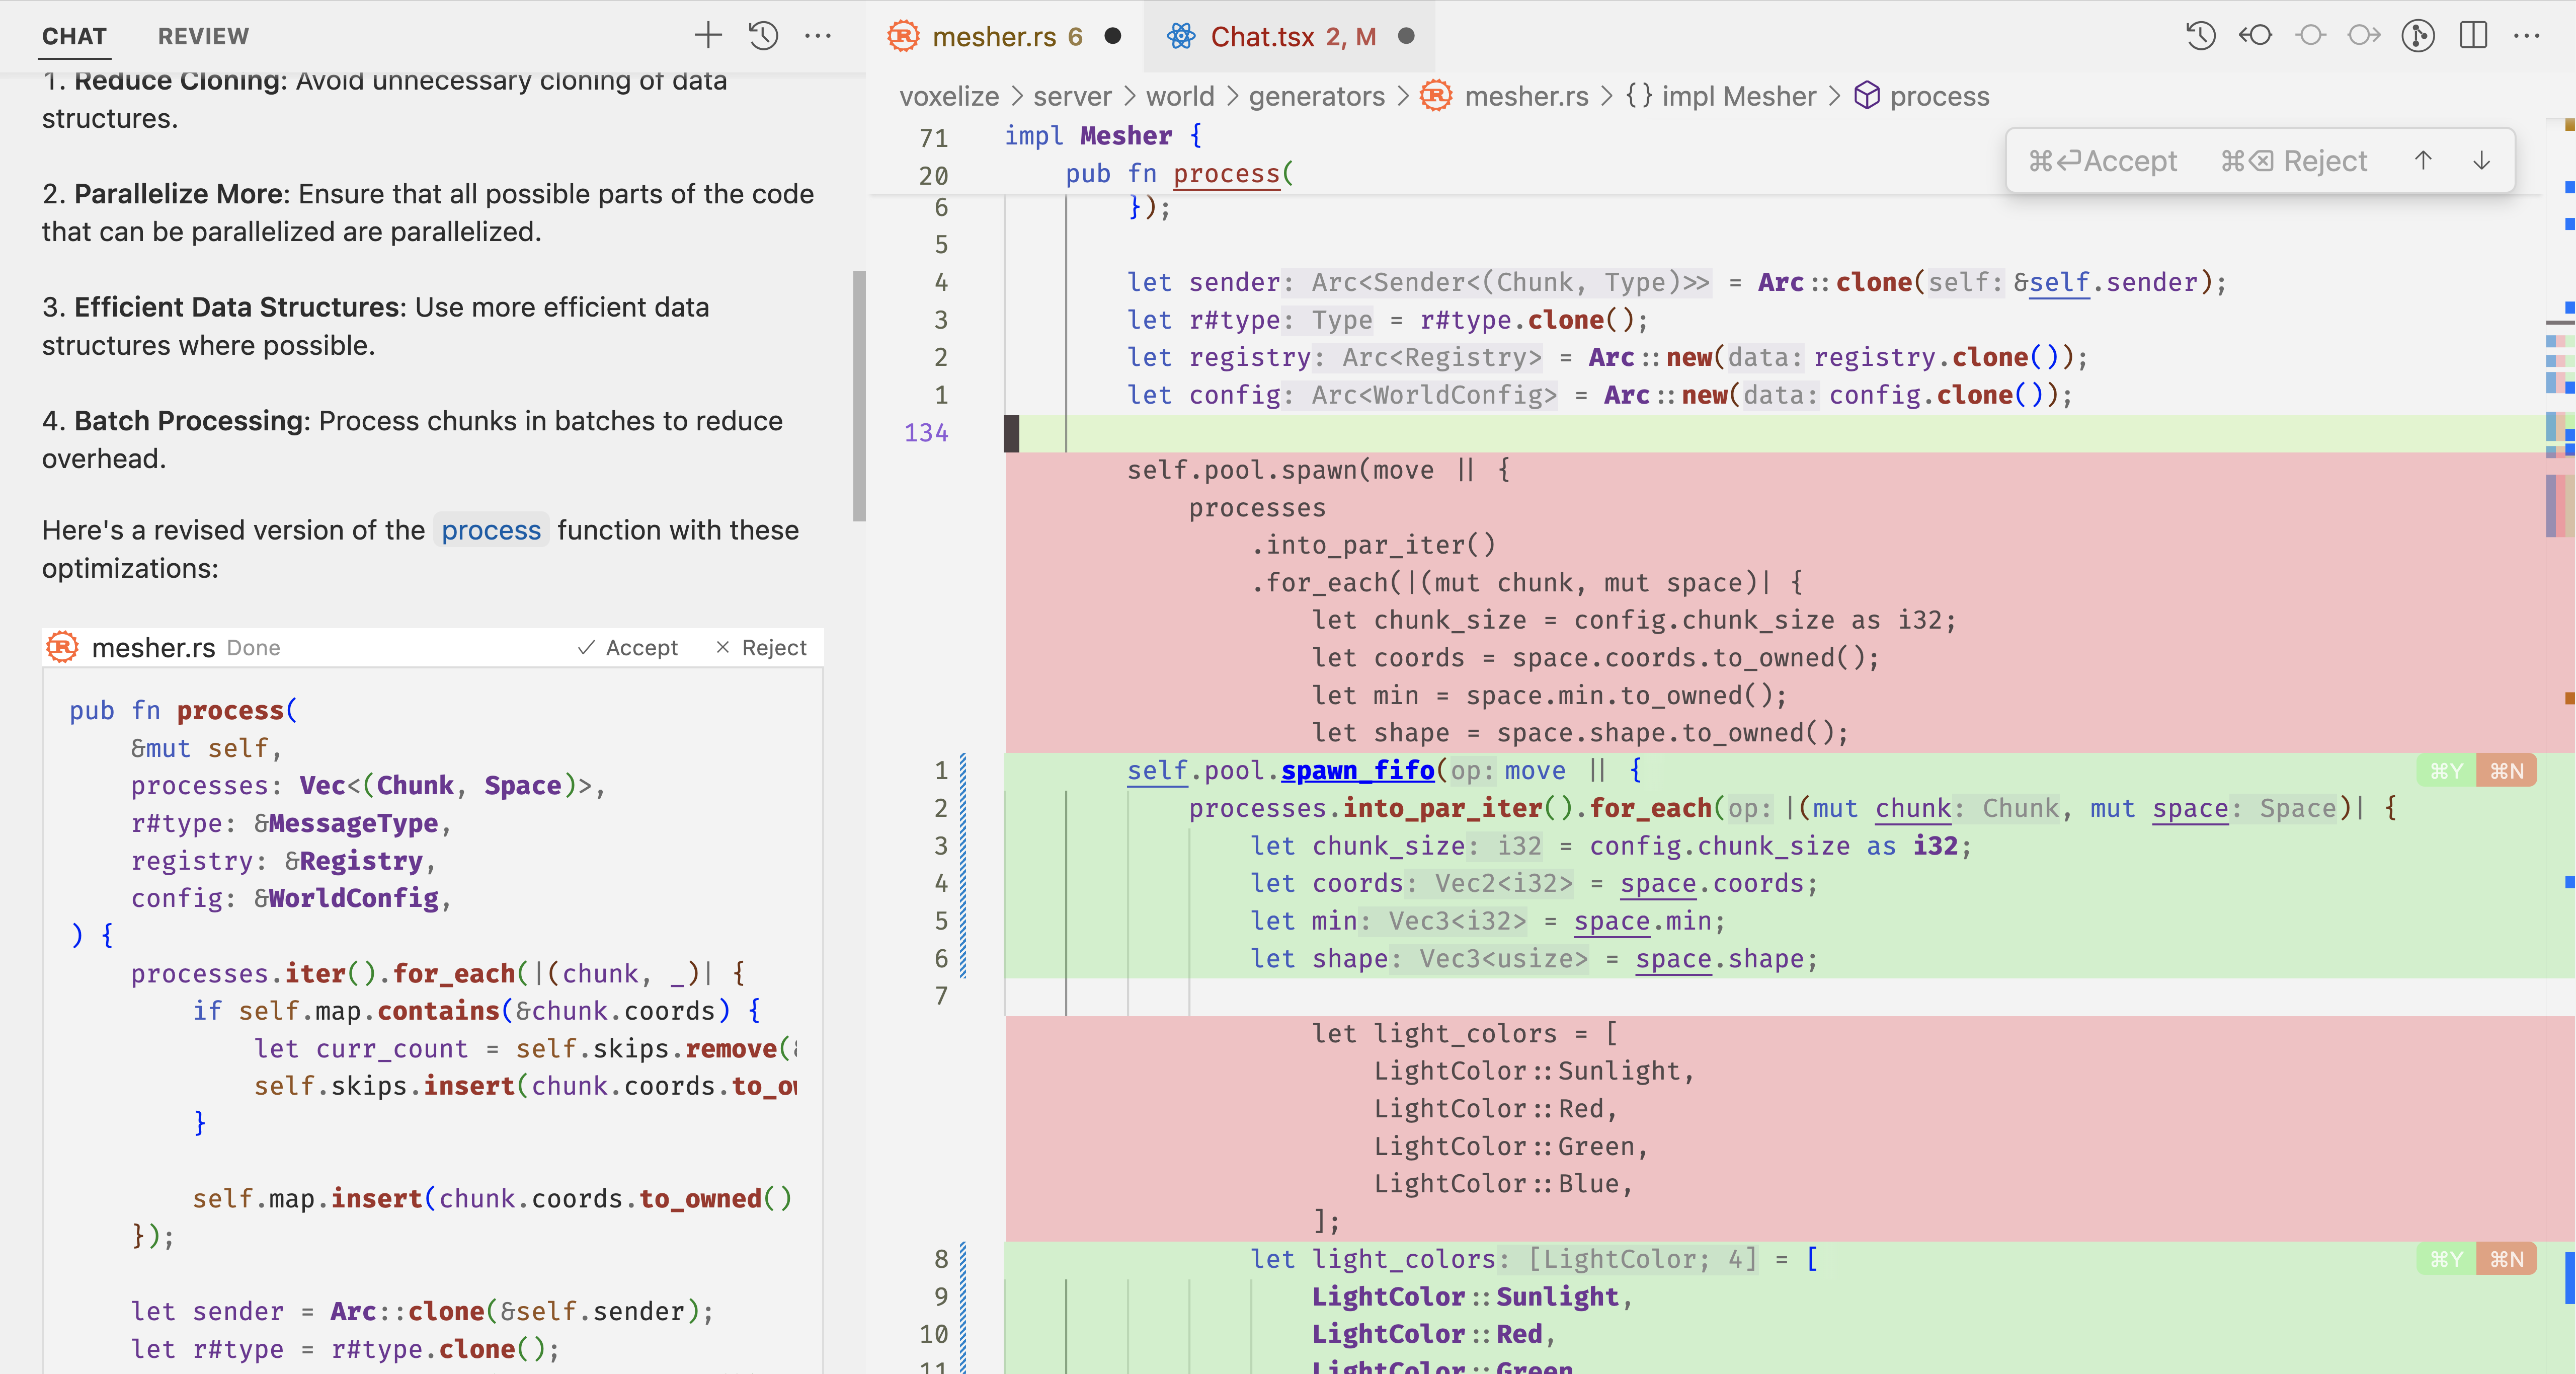 CHAT REVIEW
1. Reduce Cloning: Avoid unnecessary cloning of data
structures.
2. Parallelize More: Ensure that all possible parts of the code
that can be parallelized are parallelized.
3. Efficient Data Structures: Use more efficient data
structures where possible.
4. Batch Processing: Process chunks in batches to reduce
overhead.
Here's a revised version of the process function with these
optimizations:
mesher.rs Done Accept Reject
pub fn process(
&mut self,
processes: Vec<(Chunk, Space)>,
r#type: &MessageType,
registry: &Registry,
config: &WorldConfig,
) {
processes.iter().for_each(|(chunk, _)| {
if self.map.contains(&chunk.coords) {
let curr_count = self.skips.remove(&
self.skips.insert(chunk.coords.to_ow
}
self.map.insert(chunk.coords.to_owned()
});
let sender = Arc::clone(&self.sender);
let r#type = r#type.clone();
mesher.rs 6 Chat.tsx 2, M
voxelize > server > world > generators > mesher.rs > {} impl Mesher > process
71 impl Mesher {
20 pub fn process(
⌘↩Accept ⌘⌫ Reject ↑ ↓
6 });
5
4 let sender: Arc<Sender<(Chunk, Type)>> = Arc::clone(self: &self.sender);
3 let r#type: Type = r#type.clone();
2 let registry: Arc<Registry> = Arc::new(data: registry.clone());
1 let config: Arc<WorldConfig> = Arc::new(data: config.clone());
134
self.pool.spawn(move || {
processes
.into_par_iter()
.for_each(|(mut chunk, mut space)| {
let chunk_size = config.chunk_size as i32;
let coords = space.coords.to_owned();
let min = space.min.to_owned();
let shape = space.shape.to_owned();
1 self.pool.spawn_fifo(op: move || { ⌘Y ⌘N
2 processes.into_par_iter().for_each(op: |(mut chunk: Chunk, mut space: Space)| {
3 let chunk_size: i32 = config.chunk_size as i32;
4 let coords: Vec2<i32> = space.coords;
5 let min: Vec3<i32> = space.min;
6 let shape: Vec3<usize> = space.shape;
7
let light_colors = [
LightColor::Sunlight,
LightColor::Red,
LightColor::Green,
LightColor::Blue,
];
8 let light_colors: [LightColor; 4] = [ ⌘Y ⌘N
9 LightColor::Sunlight,
10 LightColor::Red,
11 LightColor::Green